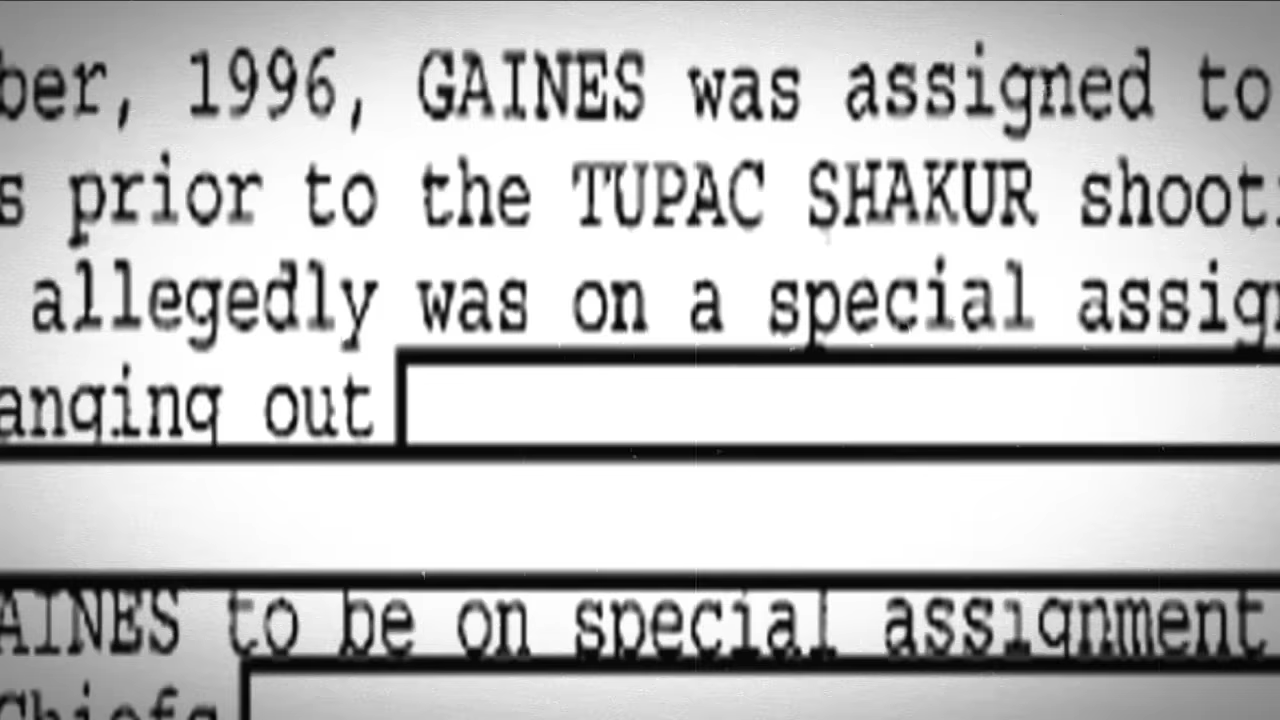 ber, 1996, GAINES was assigned to
s prior to the TUPAC SHAKUR shoot
allegedly was on a special assig
anging out
AINES to be on special assignment
Chiefs